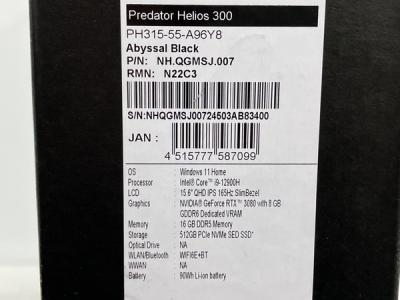 Predator Helios 300
PH315-55-A96Y8
Abyssal Black
P/N: NH.QGMSJ.007
RMN: N22C3
S/N:NHQGMSJ00724503AB83400
JAN :
4 515777 587099
OS : Windows 11 Home
Processor : Intel® Core™ i9-12900H
LCD : 15.6" QHD IPS 165Hz SlimBezel
Graphics : NVIDIA® GeForce RTX™ 3080 with 8 GB
GDDR6 Dedicated VRAM
Memory : 16 GB DDR5 Memory
Storage : 512GB PCIe NVMe SED SSD*
Optical Drive : NA
WLAN/Bluetooth : WIFI6E+BT
WWAN : NA
Battery : 90Wh Li-ion battery